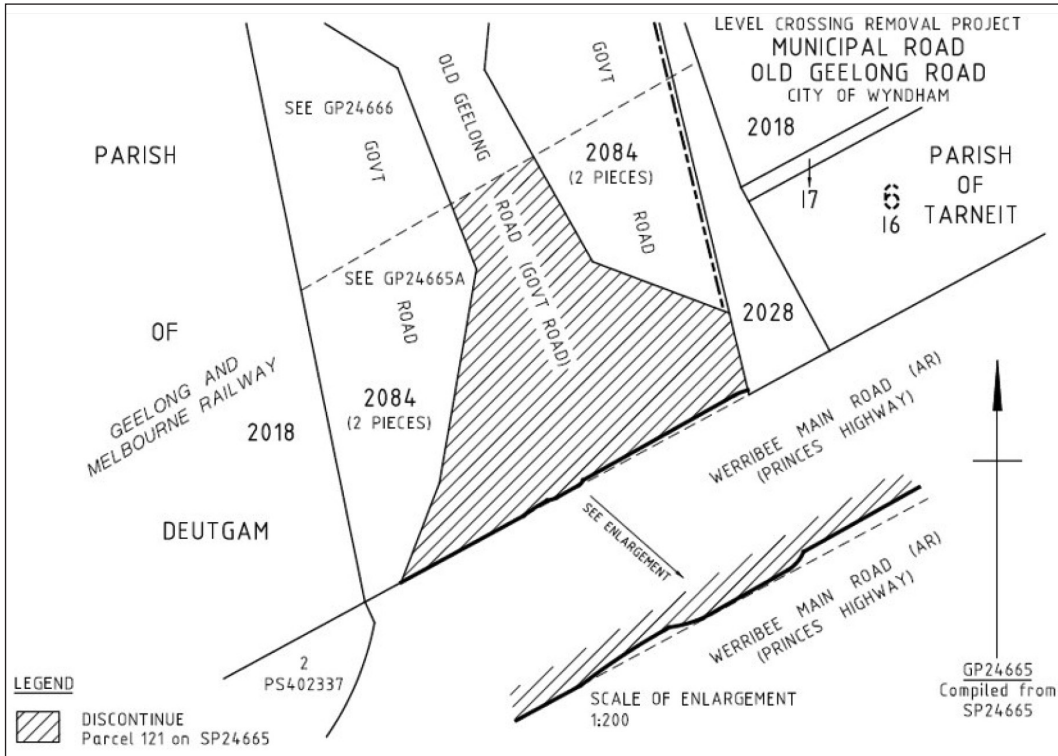 LEVEL CROSSING REMOVAL PROJECT
MUNICIPAL ROAD
OLD GEELONG ROAD
CITY OF WYNDHAM
SEE GP24666
GOVT
OLD GEELONG
ROAD (GOVT ROAD)
GOVT
ROAD
2084
(2 PIECES)
2018
17
6
16
PARISH
OF
TARNEIT
PARISH
OF
DEUTGAM
SEE GP24665A
ROAD
2084
(2 PIECES)
2028
GEELONG AND
MELBOURNE RAILWAY
2018
WERRIBEE MAIN ROAD (AR)
(PRINCES HIGHWAY)
SEE ENLARGEMENT
WERRIBEE MAIN ROAD (AR)
(PRINCES HIGHWAY)
2
PS402337
SCALE OF ENLARGEMENT
1:200
LEGEND
DISCONTINUE
Parcel 121 on SP24665
GP24665
Compiled from
SP24665